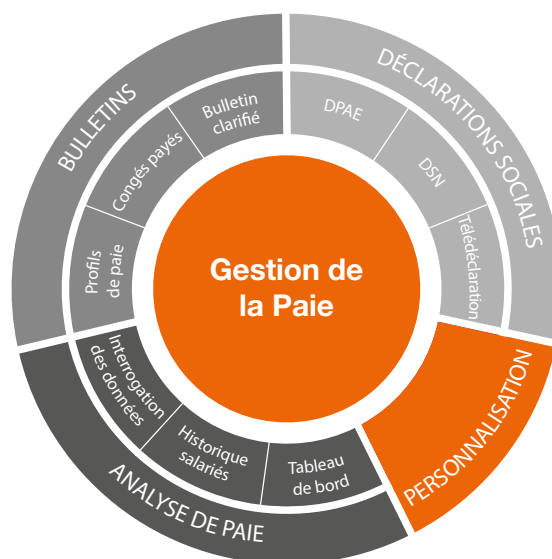 BULLETINS
Profils
de paie
Congés payés
Bulletin
clarifié
DÉCLARATIONS SOCIALES
DPAE
DSN
Télédéclaration
Gestion de
la Paie
PERSONNALISATION
Interrogation
des données
Historique
salariés
Tableau
de bord
ANALYSE DE PAIE